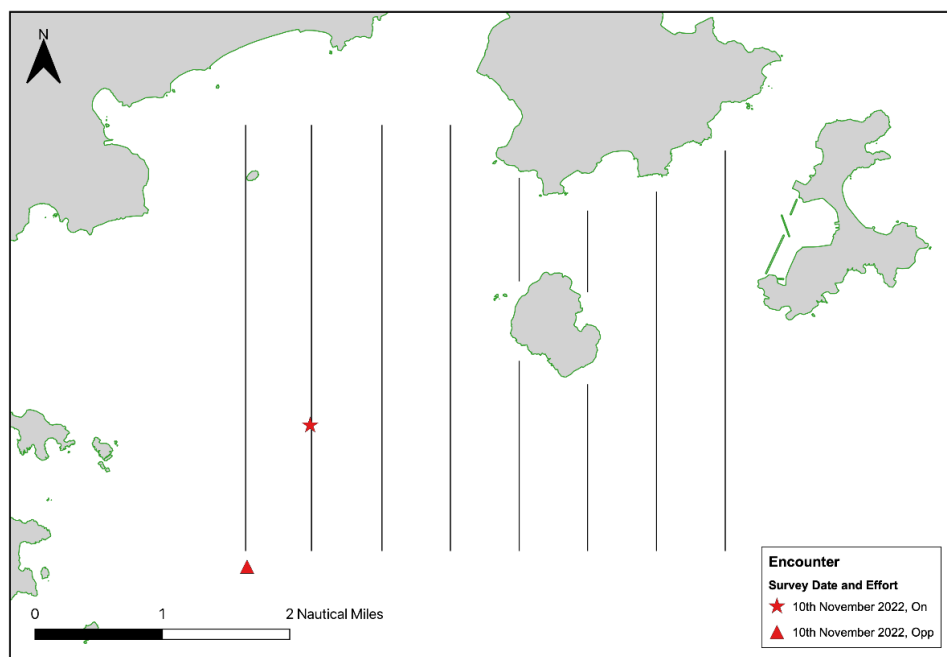 N
Encounter
Survey Date and Effort
10th November 2022, On
10th November 2022, Opp
0 1 2 Nautical Miles